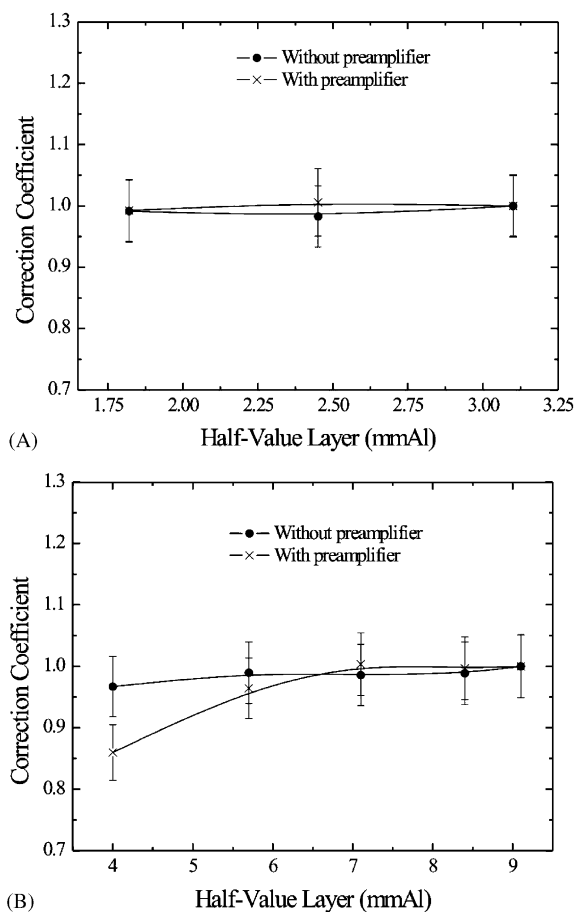 1.3
1.2
1.1
1.0
0.9
0.8
0.7
Correction Coefficient
Without preamplifier
With preamplifier
1.75 2.00 2.25 2.50 2.75 3.00 3.25
(A) Half-Value Layer (mmAl)
1.3
1.2
1.1
1.0
0.9
0.8
0.7
Correction Coefficient
Without preamplifier
With preamplifier
4 5 6 7 8 9
(B) Half-Value Layer (mmAl)